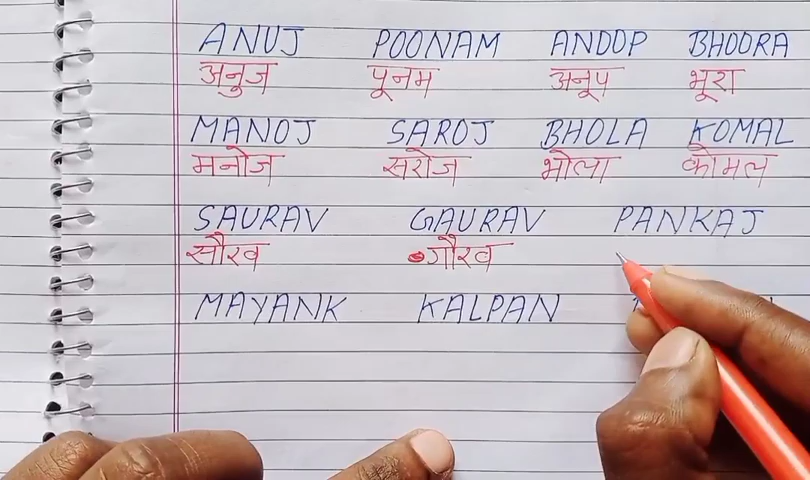 ANUJ POONAM ANOOP BHOORA
अनुज पूनम अनूप भूरा
MANOJ SAROJ BHOLA KOMAL
मनोज सरोज भोला कोमल
SAURAV GAURAV PANKAJ
सौरव गौरव
MAYANK KALPAN